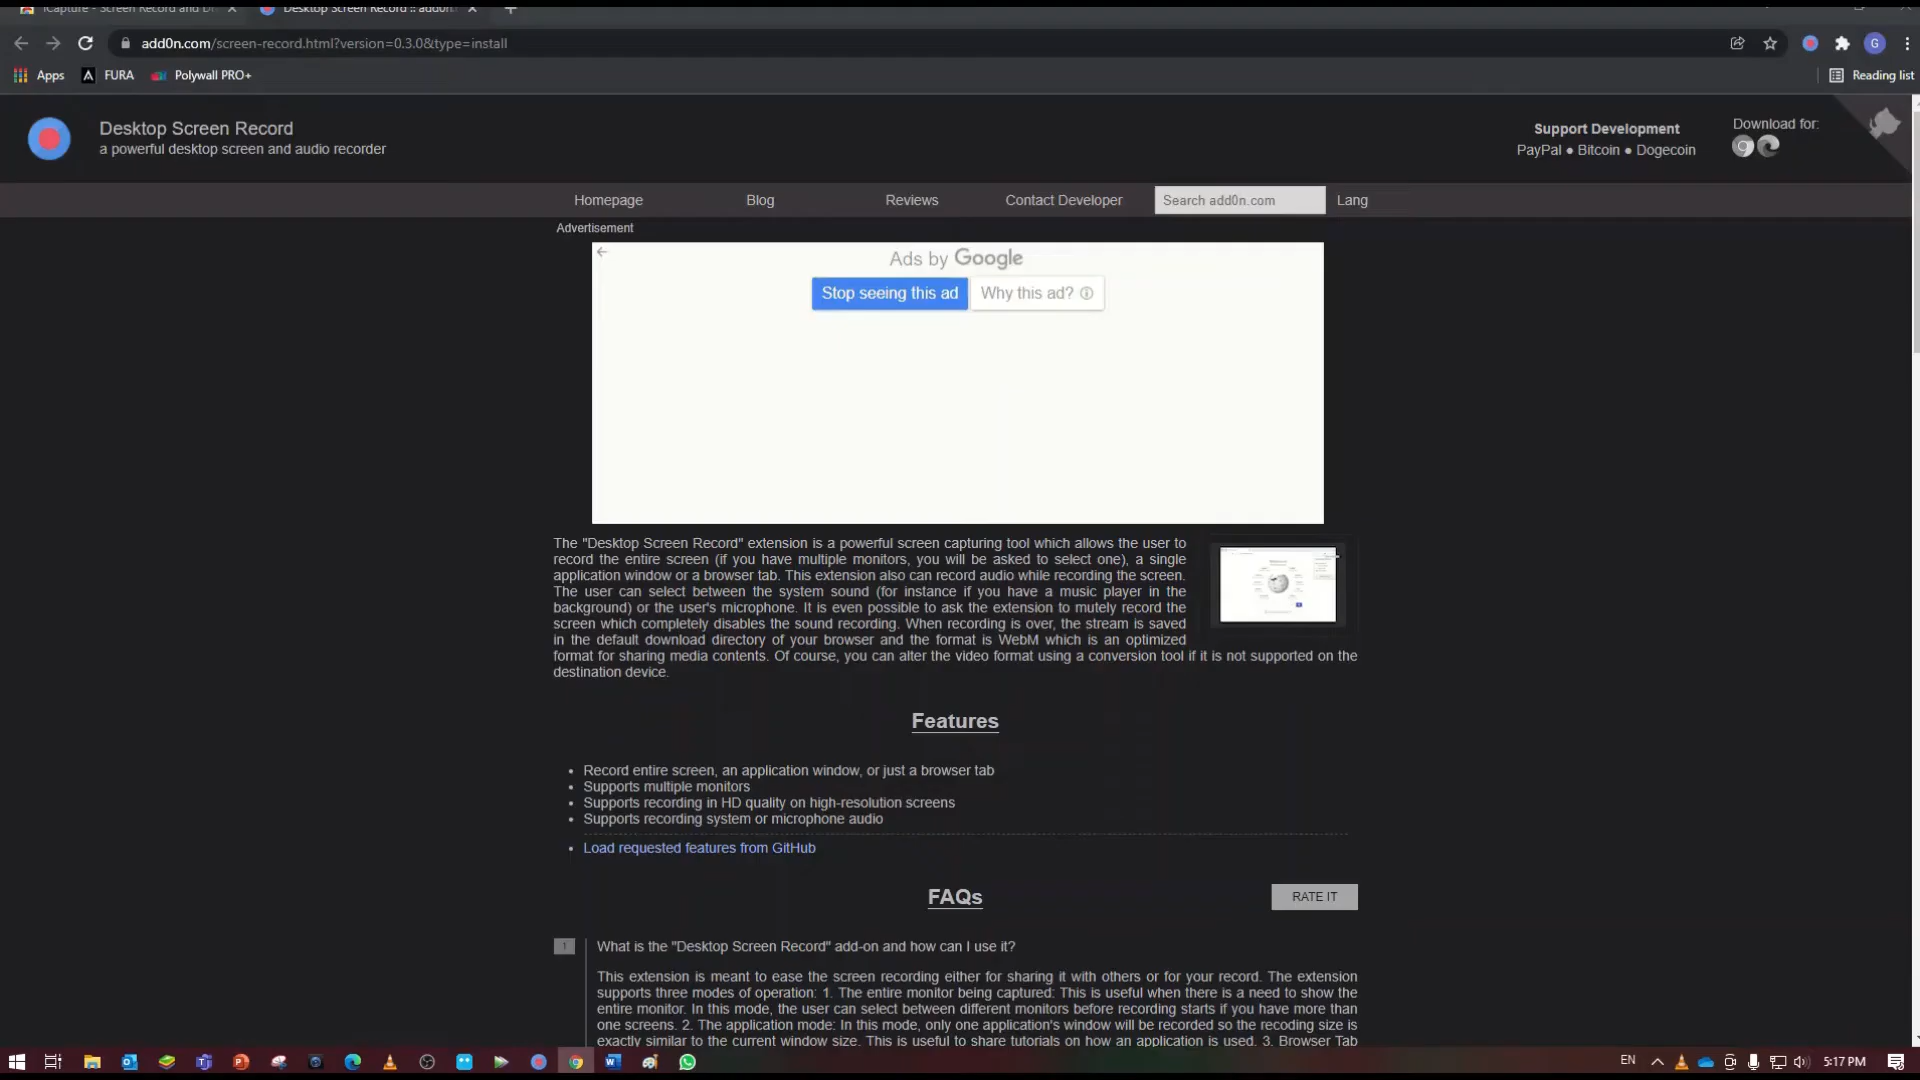 iCapture - Screen Record and D
Desktop Screen Record :: add0n.
add0n.com/screen-record.html?version=0.3.0&type=install
G
Apps
FURA
Polywall PRO+
Reading list
Desktop Screen Record
a powerful desktop screen and audio recorder
Support Development
PayPal ● Bitcoin ● Dogecoin
Download for:
Homepage
Blog
Reviews
Contact Developer
Search add0n.com
Lang
Advertisement
Ads by Google
Stop seeing this ad
Why this ad?
The "Desktop Screen Record" extension is a powerful screen capturing tool which allows the user to
record the entire screen (if you have multiple monitors, you will be asked to select one), a single
application window or a browser tab. This extension also can record audio while recording the screen.
The user can select between the system sound (for instance if you have a music player in the
background) or the user's microphone. It is even possible to ask the extension to mutely record the
screen which completely disables the sound recording. When recording is over, the stream is saved
in the default download directory of your browser and the format is WebM which is an optimized
format for sharing media contents. Of course, you can alter the video format using a conversion tool if it is not supported on the
destination device.
Features
• Record entire screen, an application window, or just a browser tab
• Supports multiple monitors
• Supports recording in HD quality on high-resolution screens
• Supports recording system or microphone audio
• Load requested features from GitHub
FAQs
RATE IT
1
What is the "Desktop Screen Record" add-on and how can I use it?
This extension is meant to ease the screen recording either for sharing it with others or for your record. The extension
supports three modes of operation: 1. The entire monitor being captured: This is useful when there is a need to show the
entire monitor. In this mode, the user can select between different monitors before recording starts if you have more than
one screens. 2. The application mode: In this mode, only one application's window will be recorded so the recoding size is
exactly similar to the current window size. This is useful to share tutorials on how an application is used. 3. Browser Tab
EN
5:17 PM